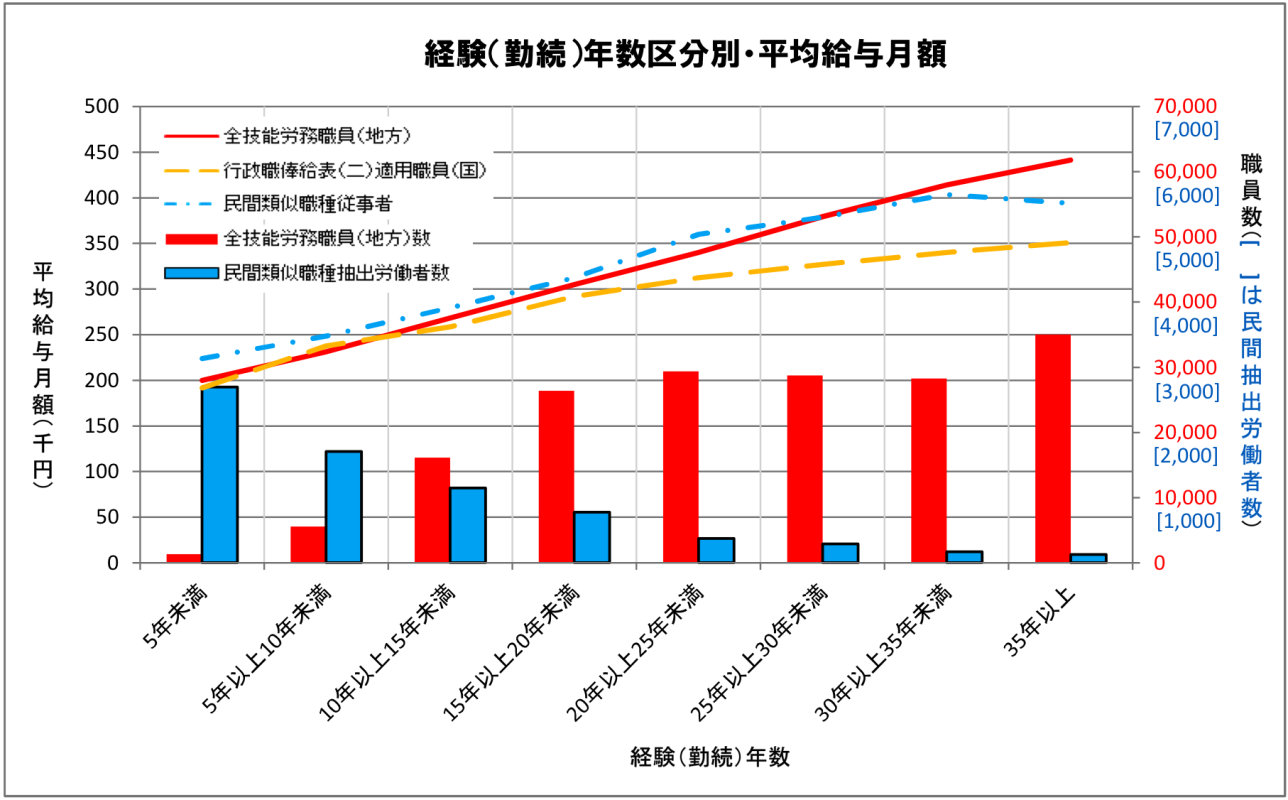 経験(勤続)年数区分別・平均給与月額
平均給与月額(千円)
500
450
400
350
300
250
200
150
100
50
0
全技能労務職員(地方)
行政職俸給表(二)適用職員(国)
民間類似職種従事者
全技能労務職員(地方)数
民間類似職種抽出労働者数
70,000
[7,000]
60,000
[6,000]
50,000
[5,000]
40,000
[4,000]
30,000
[3,000]
20,000
[2,000]
10,000
[1,000]
0
職員数([ ]は民間抽出労働者数)
5年未満
5年以上10年未満
10年以上15年未満
15年以上20年未満
20年以上25年未満
25年以上30年未満
30年以上35年未満
35年以上
経験(勤続)年数